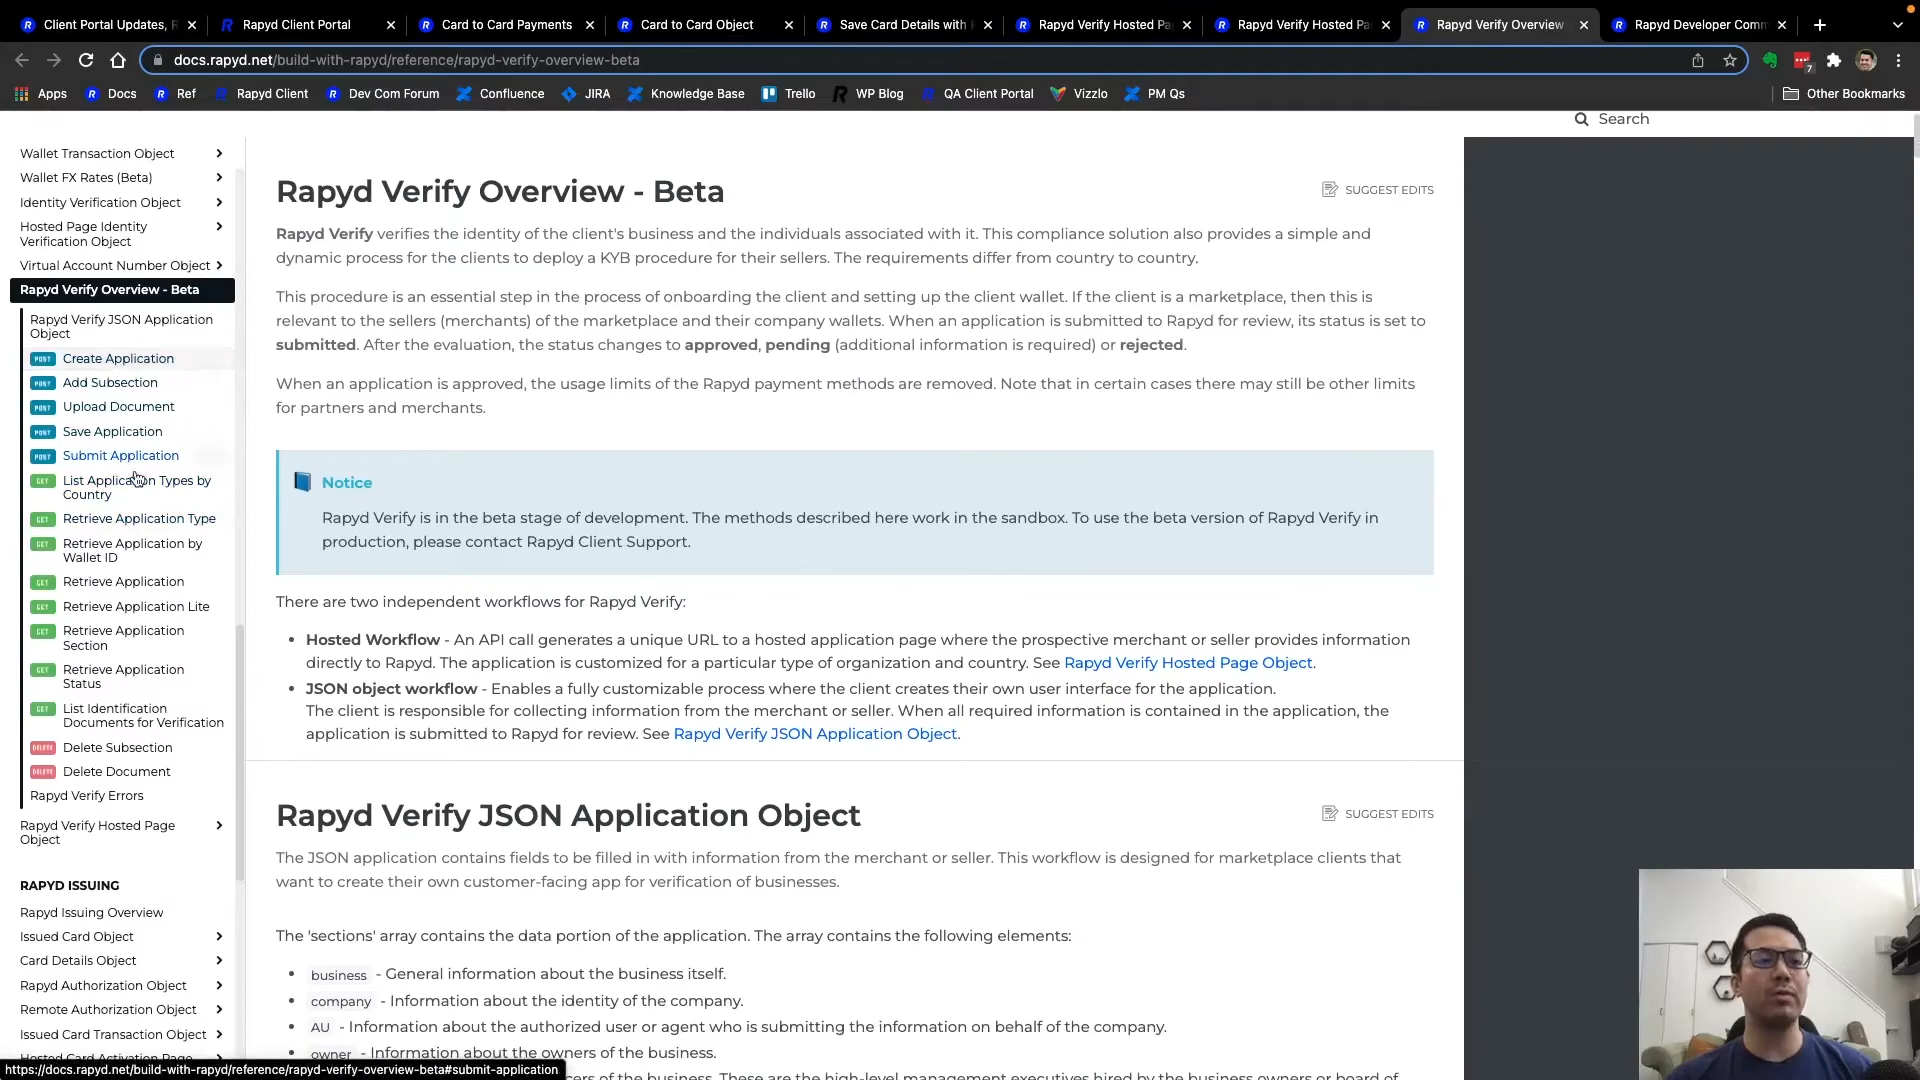 Client Portal Updates, R
Rapyd Client Portal
Card to Card Payments
Card to Card Object
Save Card Details with
Rapyd Verify Hosted Pa
Rapyd Verify Hosted Pa
Rapyd Verify Overview
Rapyd Developer Comm
docs.rapyd.net/build-with-rapyd/reference/rapyd-verify-overview-beta
7
Apps
Docs
Ref
Rapyd Client
Dev Com Forum
Confluence
JIRA
Knowledge Base
Trello
WP Blog
QA Client Portal
Vizzlo
PM Qs
Other Bookmarks
Search
Wallet Transaction Object
Wallet FX Rates (Beta)
Identity Verification Object
Hosted Page Identity
Verification Object
Virtual Account Number Object
Rapyd Verify Overview - Beta
Rapyd Verify JSON Application
Object
POST Create Application
POST Add Subsection
POST Upload Document
POST Save Application
POST Submit Application
GET List Application Types by
Country
GET Retrieve Application Type
GET Retrieve Application by
Wallet ID
GET Retrieve Application
GET Retrieve Application Lite
GET Retrieve Application
Section
GET Retrieve Application
Status
GET List Identification
Documents for Verification
DELETE Delete Subsection
DELETE Delete Document
Rapyd Verify Errors
Rapyd Verify Hosted Page
Object
RAPYD ISSUING
Rapyd Issuing Overview
Issued Card Object
Card Details Object
Rapyd Authorization Object
Remote Authorization Object
Issued Card Transaction Object
Hosted Card Activation Page
https://docs.rapyd.net/build-with-rapyd/reference/rapyd-verify-overview-beta#submit-application
Rapyd Verify Overview - Beta
SUGGEST EDITS
Rapyd Verify verifies the identity of the client's business and the individuals associated with it. This compliance solution also provides a simple and
dynamic process for the clients to deploy a KYB procedure for their sellers. The requirements differ from country to country.
This procedure is an essential step in the process of onboarding the client and setting up the client wallet. If the client is a marketplace, then this is
relevant to the sellers (merchants) of the marketplace and their company wallets. When an application is submitted to Rapyd for review, its status is set to
submitted. After the evaluation, the status changes to approved, pending (additional information is required) or rejected.
When an application is approved, the usage limits of the Rapyd payment methods are removed. Note that in certain cases there may still be other limits
for partners and merchants.
Notice
Rapyd Verify is in the beta stage of development. The methods described here work in the sandbox. To use the beta version of Rapyd Verify in
production, please contact Rapyd Client Support.
There are two independent workflows for Rapyd Verify:
• Hosted Workflow - An API call generates a unique URL to a hosted application page where the prospective merchant or seller provides information
directly to Rapyd. The application is customized for a particular type of organization and country. See Rapyd Verify Hosted Page Object.
• JSON object workflow - Enables a fully customizable process where the client creates their own user interface for the application.
The client is responsible for collecting information from the merchant or seller. When all required information is contained in the application, the
application is submitted to Rapyd for review. See Rapyd Verify JSON Application Object.
Rapyd Verify JSON Application Object
SUGGEST EDITS
The JSON application contains fields to be filled in with information from the merchant or seller. This workflow is designed for marketplace clients that
want to create their own customer-facing app for verification of businesses.
The 'sections' array contains the data portion of the application. The array contains the following elements:
• business - General information about the business itself.
• company - Information about the identity of the company.
• AU - Information about the authorized user or agent who is submitting the information on behalf of the company.
• owner - Information about the owners of the business.
of the business. These are the high-level management executives hired by the business owners or board of